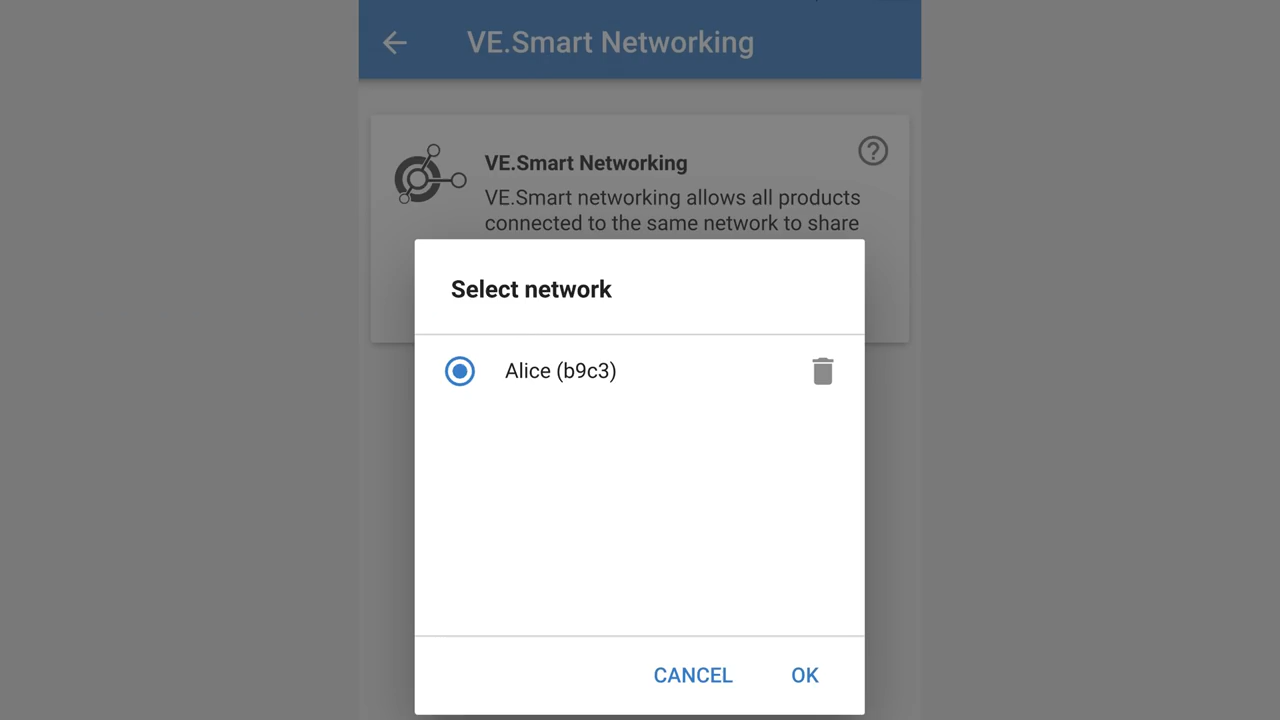 VE.Smart Networking
VE.Smart Networking
VE.Smart networking allows all products
connected to the same network to share
Select network
Alice (b9c3)
CANCEL
OK